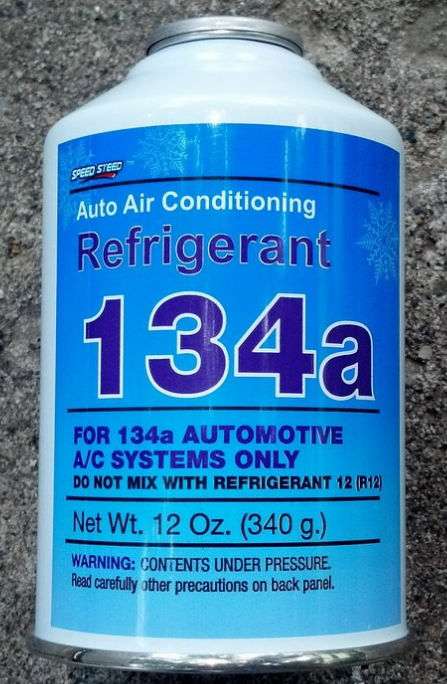 SPEED STEED
Auto Air Conditioning
Refrigerant
134a
FOR 134a AUTOMOTIVE
A/C SYSTEMS ONLY
DO NOT MIX WITH REFRIGERANT 12 (R12)
Net Wt. 12 Oz. (340 g.)
WARNING: CONTENTS UNDER PRESSURE.
Read carefully other precautions on back panel.